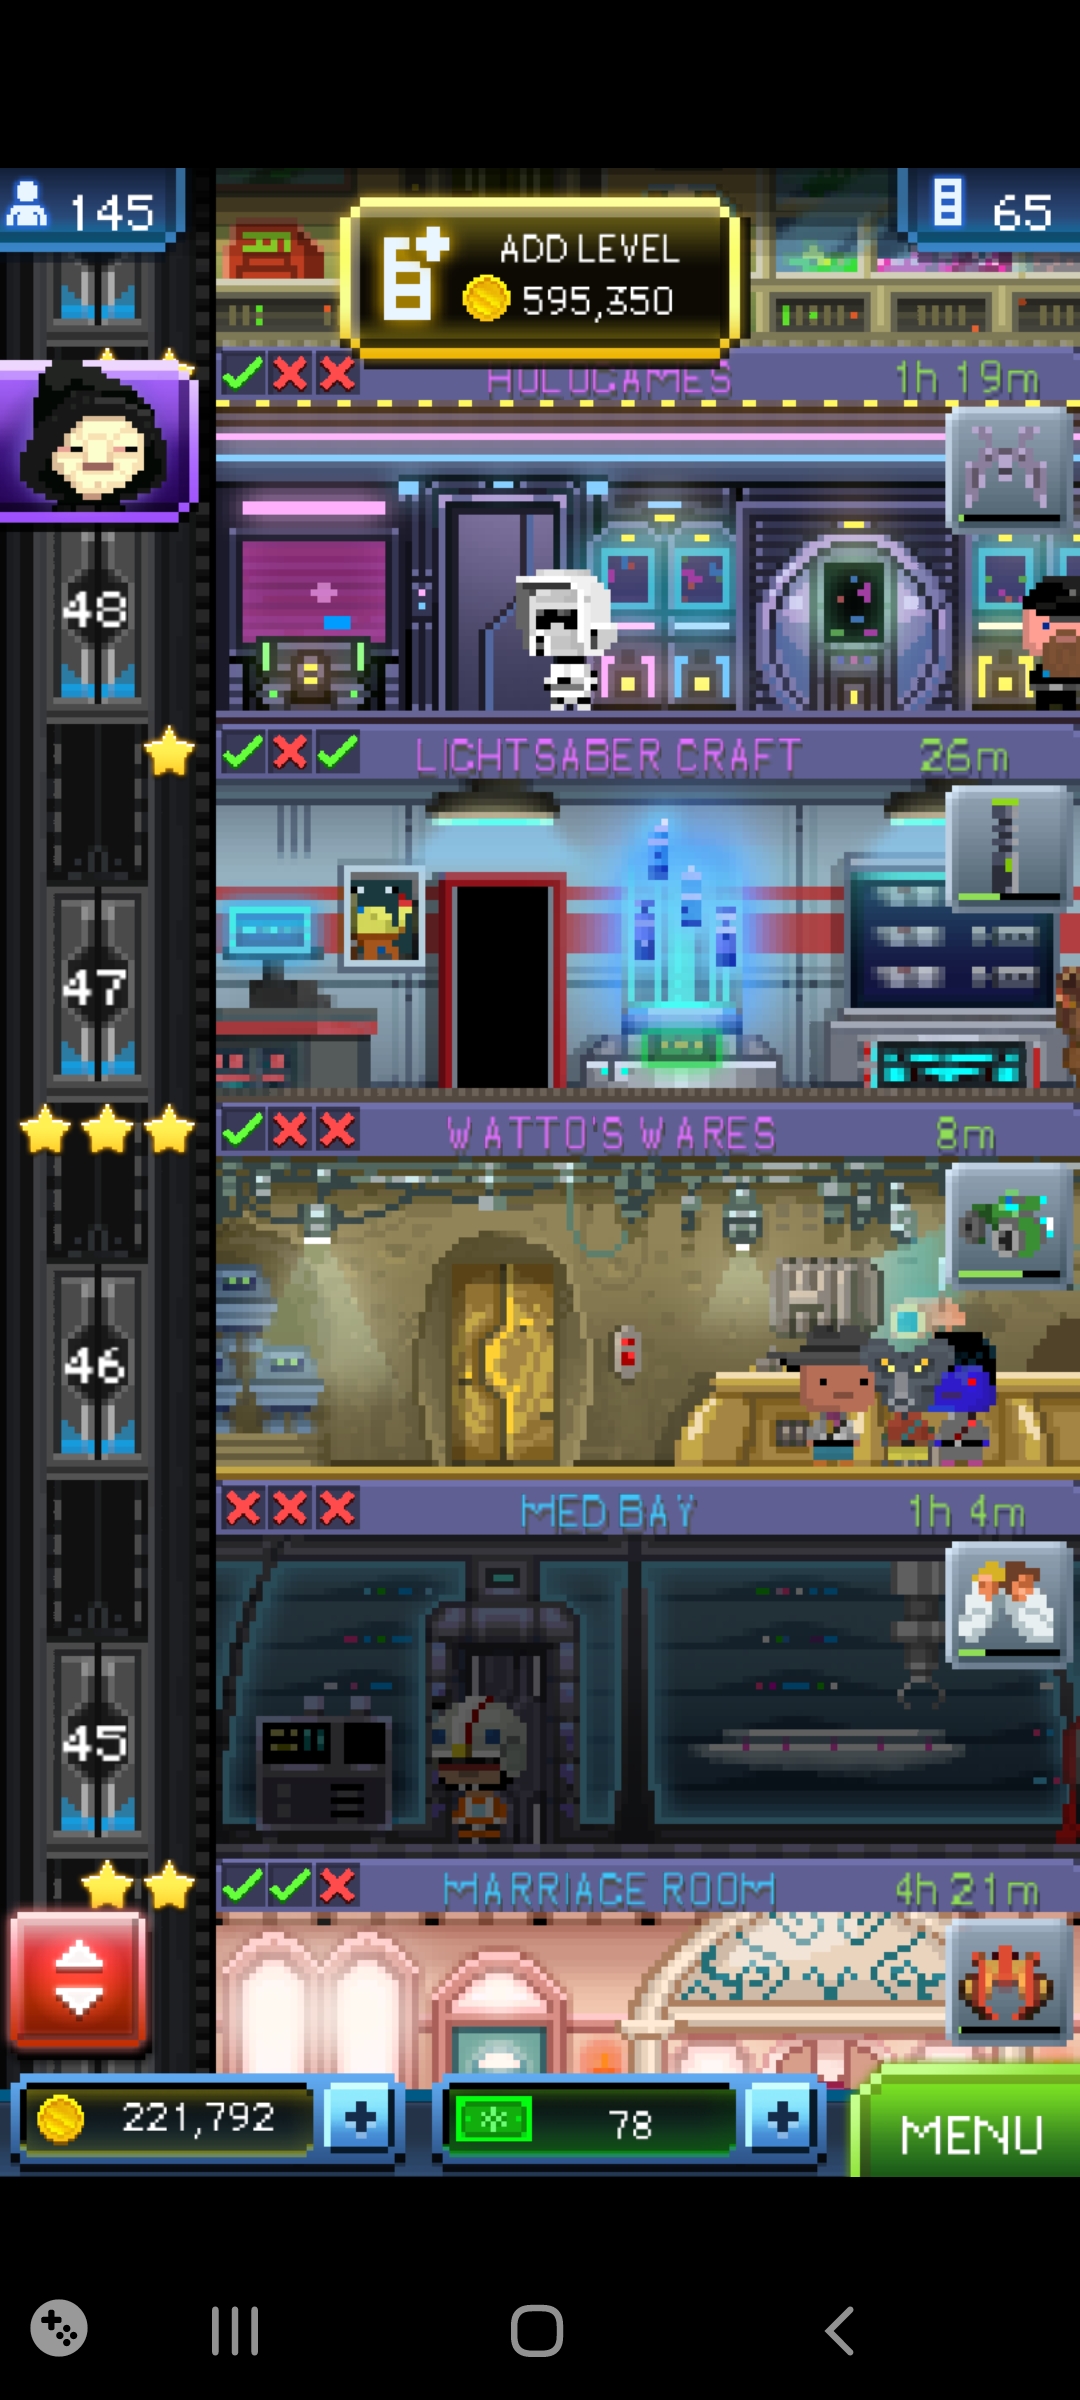 145
ADD LEVEL
595,350
65
HOLOGAMES
1h 19m
48
LIGHTSABER CRAFT
26m
47
WATTO'S WARES
8m
46
MED BAY
1h 4m
45
MARRIAGE ROOM
4h 21m
221,792
78
MENU